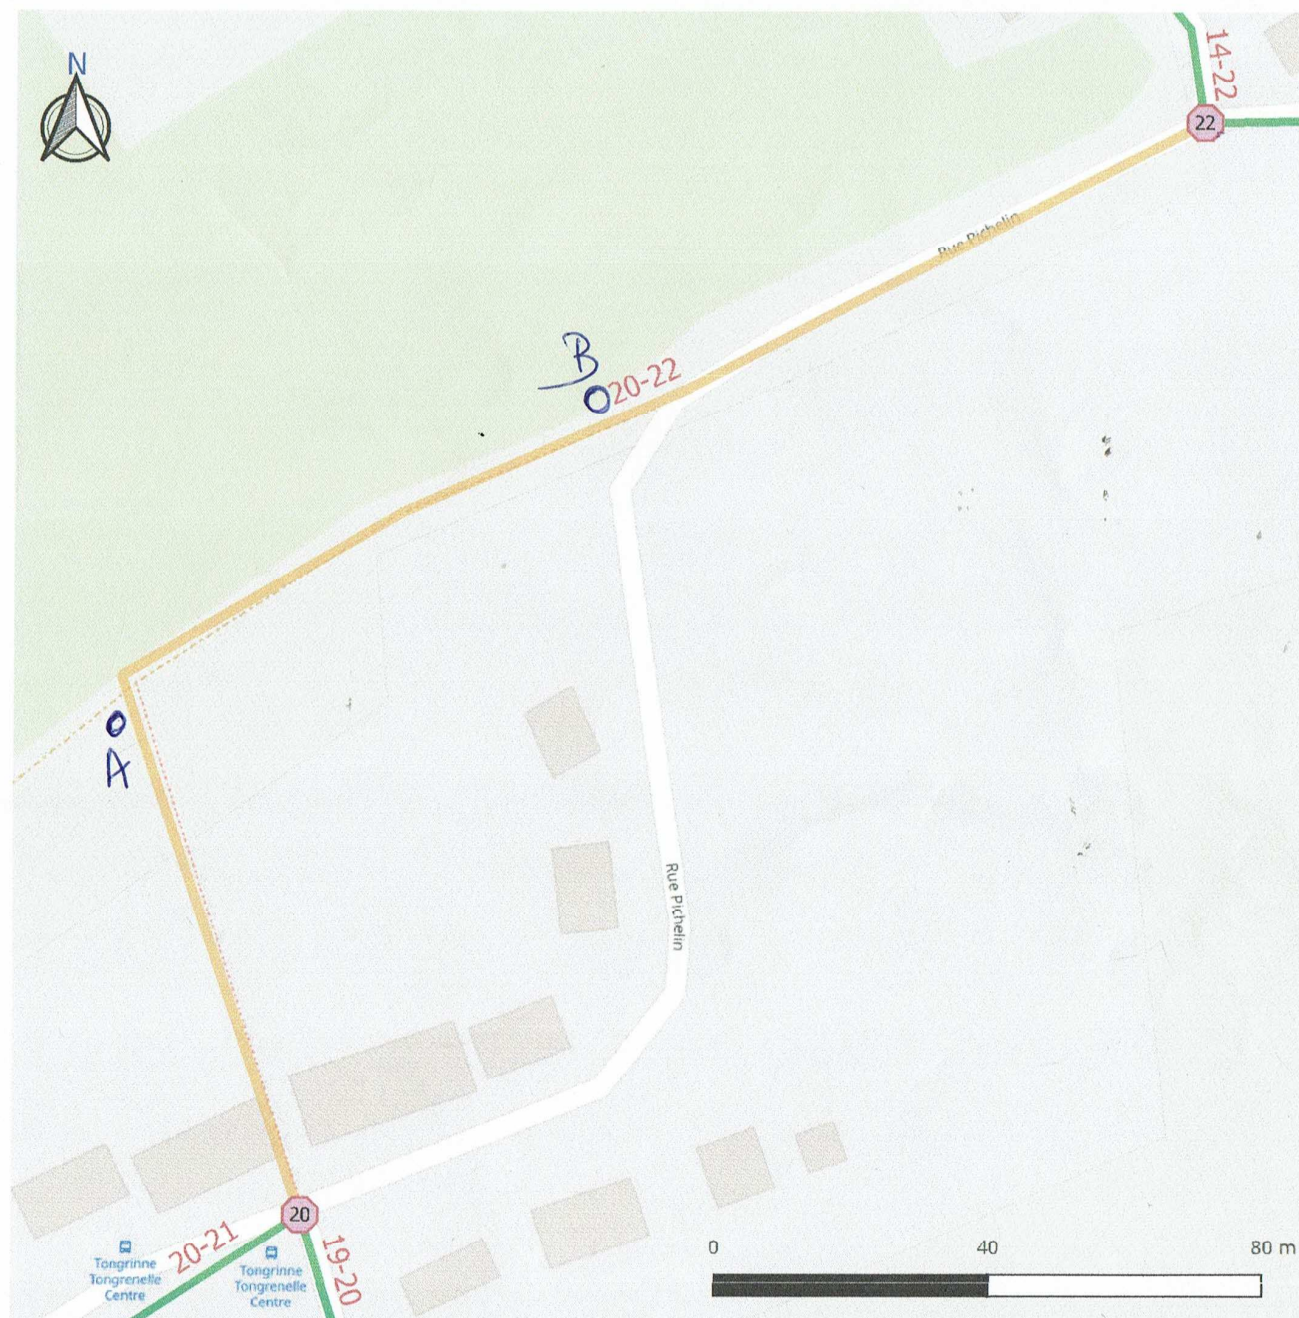 N
14-22
22
Rue Pichelin
B
20-22
A
Rue Pichelin
20
20-21
19-20
Tongrinne
Tongrenelle
Centre
Tongrinne
Tongrenelle
Centre
0 40 80 m